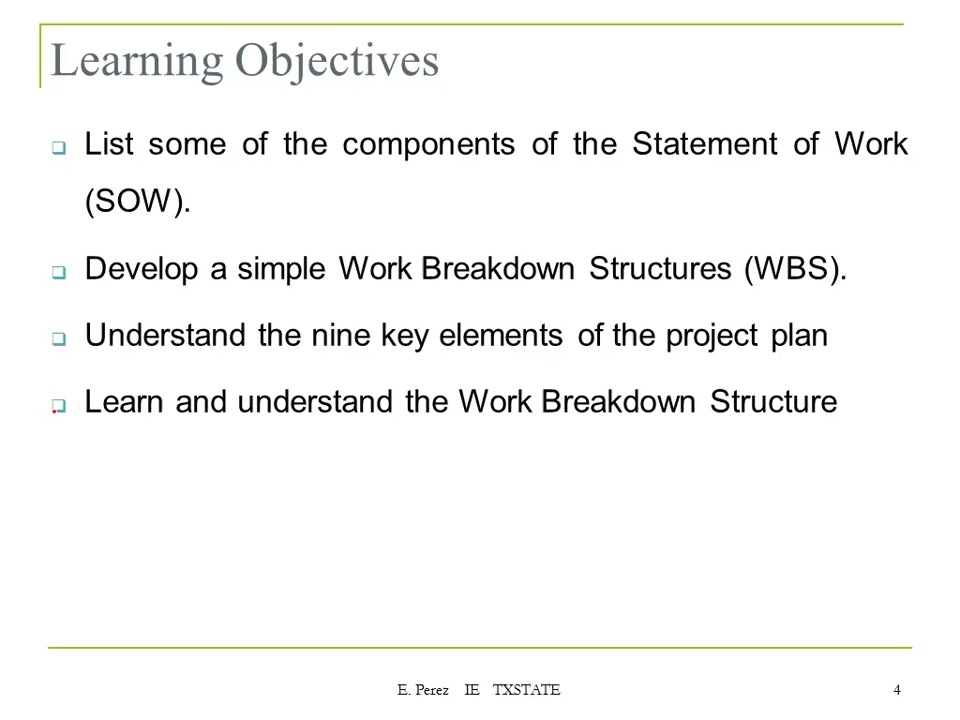 Learning Objectives
List some of the components of the Statement of Work
(SOW).
Develop a simple Work Breakdown Structures (WBS).
Understand the nine key elements of the project plan
Learn and understand the Work Breakdown Structure
E. Perez IE TXSTATE 4